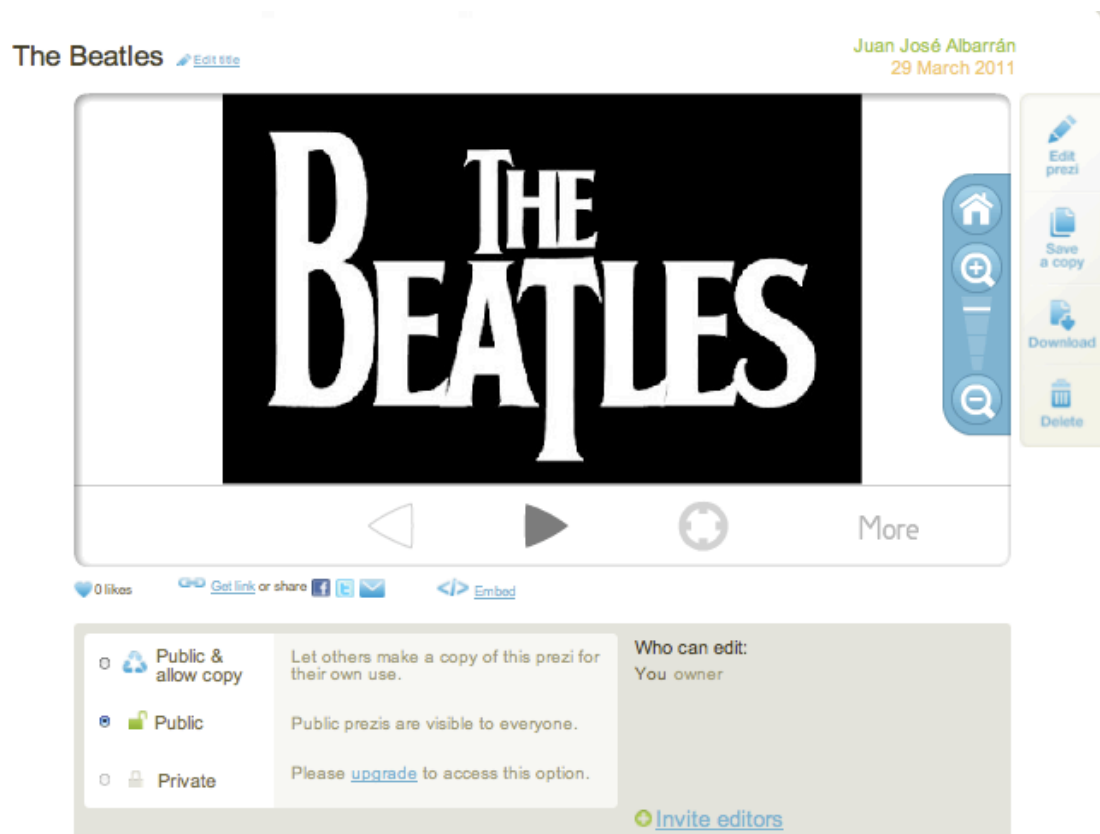 The Beatles Edit title
Juan José Albarrán
29 March 2011
THE
BEATLES
Edit
prezi
Save
a copy
Download
Delete
More
0 likes Get link or share Embed
Public &
allow copy
Let others make a copy of this prezi for
their own use.
Public
Public prezis are visible to everyone.
Private
Please upgrade to access this option.
Who can edit:
You owner
Invite editors